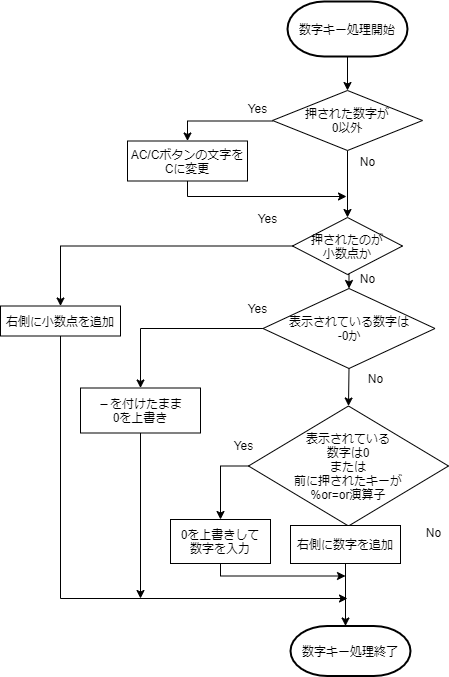 数字キー処理開始
押された数字が
0以外
Yes
AC/Cボタンの文字を
Cに変更
No
Yes
押されたのが
小数点か
No
右側に小数点を追加
Yes
表示されている数字は
-0か
No
－を付けたまま
0を上書き
表示されている
数字は0
または
前に押されたキーが
%or=or演算子
Yes
0を上書きして
数字を入力
右側に数字を追加
No
数字キー処理終了